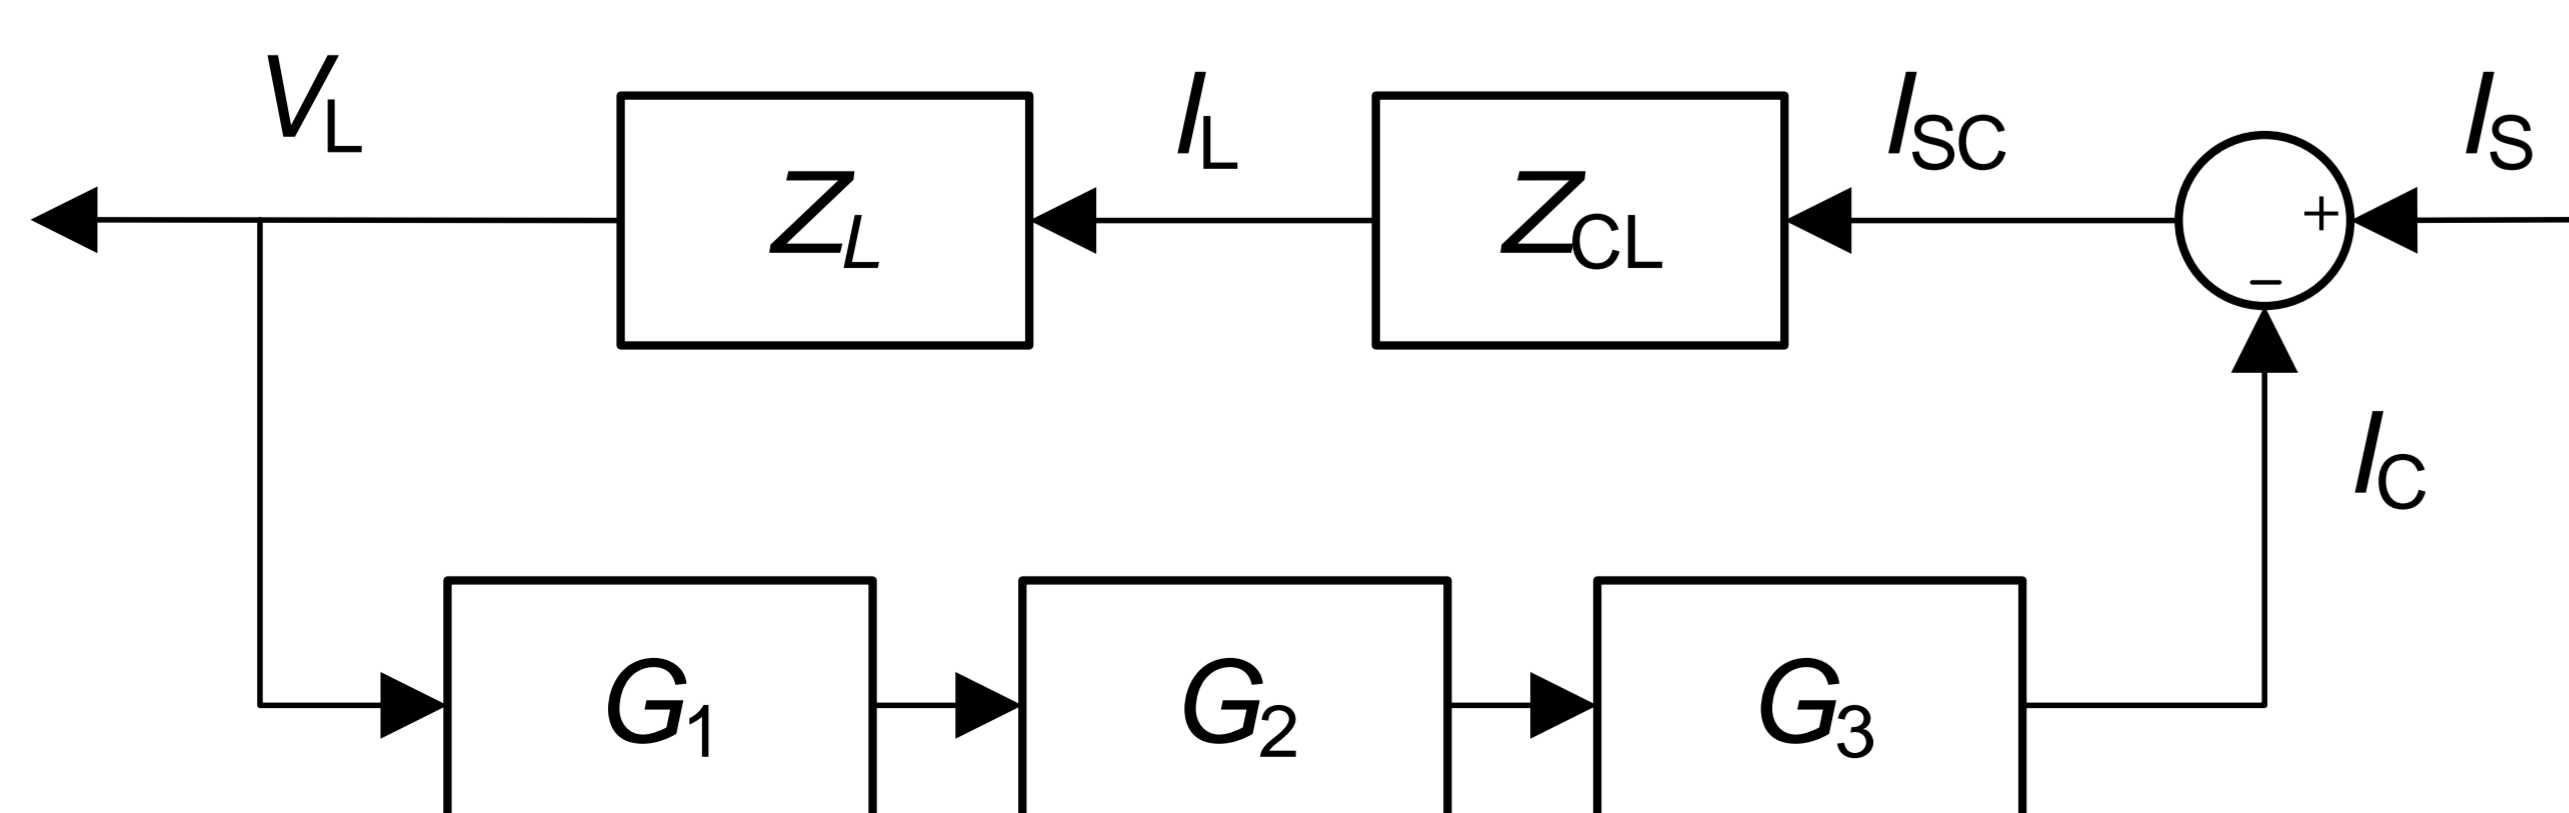 V_L
Z_L
I_L
Z_CL
I_SC
+
−
I_S
I_C
G_1
G_2
G_3